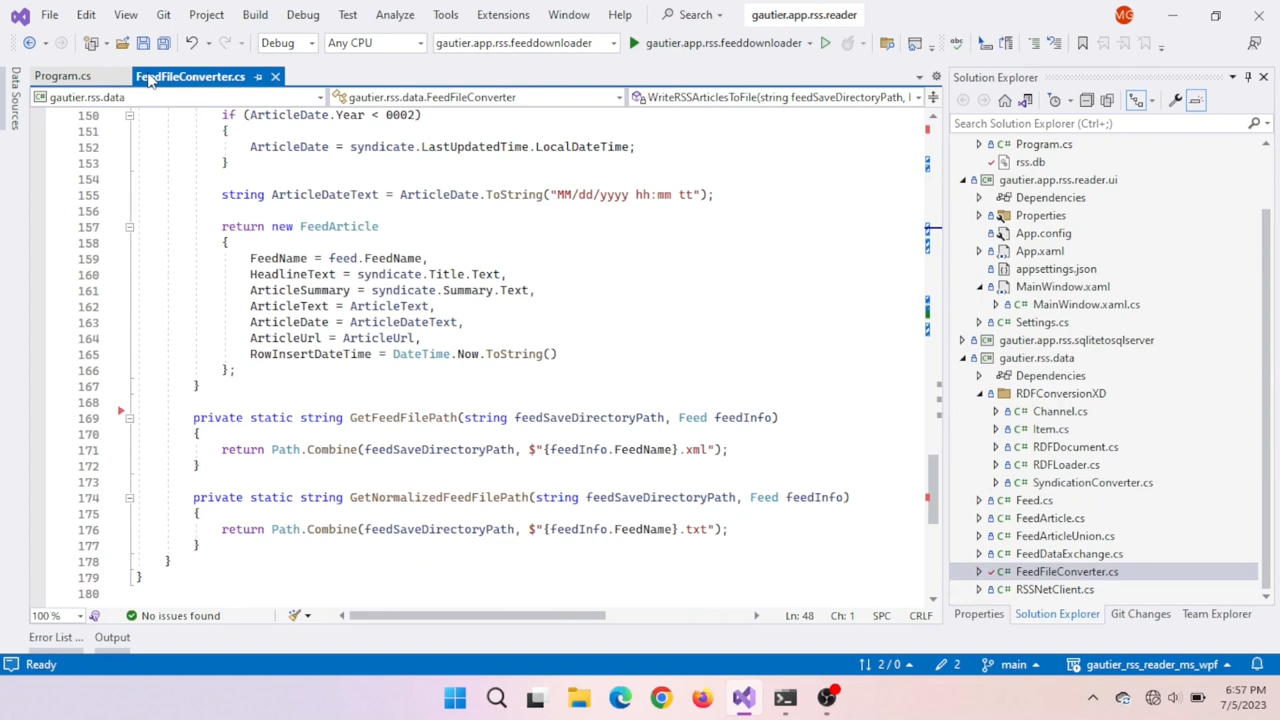 File Edit View Git Project Build Debug Test Analyze Tools Extensions Window Help Search gautier.app.rss.reader MG
Debug Any CPU gautier.app.rss.feeddownloader gautier.app.rss.feeddownloader
Data Sources
Program.cs FeedFileConverter.cs
gautier.rss.data gautier.rss.data.FeedFileConverter WriteRSSArticlesToFile(string feedSaveDirectoryPath, l
150 if (ArticleDate.Year < 0002)
151 {
152 ArticleDate = syndicate.LastUpdatedTime.LocalDateTime;
153 }
154
155 string ArticleDateText = ArticleDate.ToString("MM/dd/yyyy hh:mm tt");
156
157 return new FeedArticle
158 {
159 FeedName = feed.FeedName,
160 HeadlineText = syndicate.Title.Text,
161 ArticleSummary = syndicate.Summary.Text,
162 ArticleText = ArticleText,
163 ArticleDate = ArticleDateText,
164 ArticleUrl = ArticleUrl,
165 RowInsertDateTime = DateTime.Now.ToString()
166 };
167 }
168
169 private static string GetFeedFilePath(string feedSaveDirectoryPath, Feed feedInfo)
170 {
171 return Path.Combine(feedSaveDirectoryPath, $"{feedInfo.FeedName}.xml");
172 }
173
174 private static string GetNormalizedFeedFilePath(string feedSaveDirectoryPath, Feed feedInfo)
175 {
176 return Path.Combine(feedSaveDirectoryPath, $"{feedInfo.FeedName}.txt");
177 }
178 }
179 }
180
100 % No issues found Ln: 48 Ch: 1 SPC CRLF
Error List ... Output
Solution Explorer
Search Solution Explorer (Ctrl+;)
C# Program.cs
rss.db
gautier.app.rss.reader.ui
Dependencies
Properties
App.config
App.xaml
appsettings.json
MainWindow.xaml
C# MainWindow.xaml.cs
C# Settings.cs
gautier.app.rss.sqlitetosqlserver
gautier.rss.data
Dependencies
RDFConversionXD
C# Channel.cs
C# Item.cs
C# RDFDocument.cs
C# RDFLoader.cs
C# SyndicationConverter.cs
C# Feed.cs
C# FeedArticle.cs
C# FeedArticleUnion.cs
C# FeedDataExchange.cs
C# FeedFileConverter.cs
C# RSSNetClient.cs
Properties Solution Explorer Git Changes Team Explorer
Ready 2 / 0 2 main gautier_rss_reader_ms_wpf
6:57 PM
7/5/2023